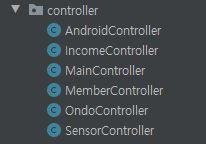 controller
C AndroidController
C IncomeController
C MainController
C MemberController
C OndoController
C SensorController